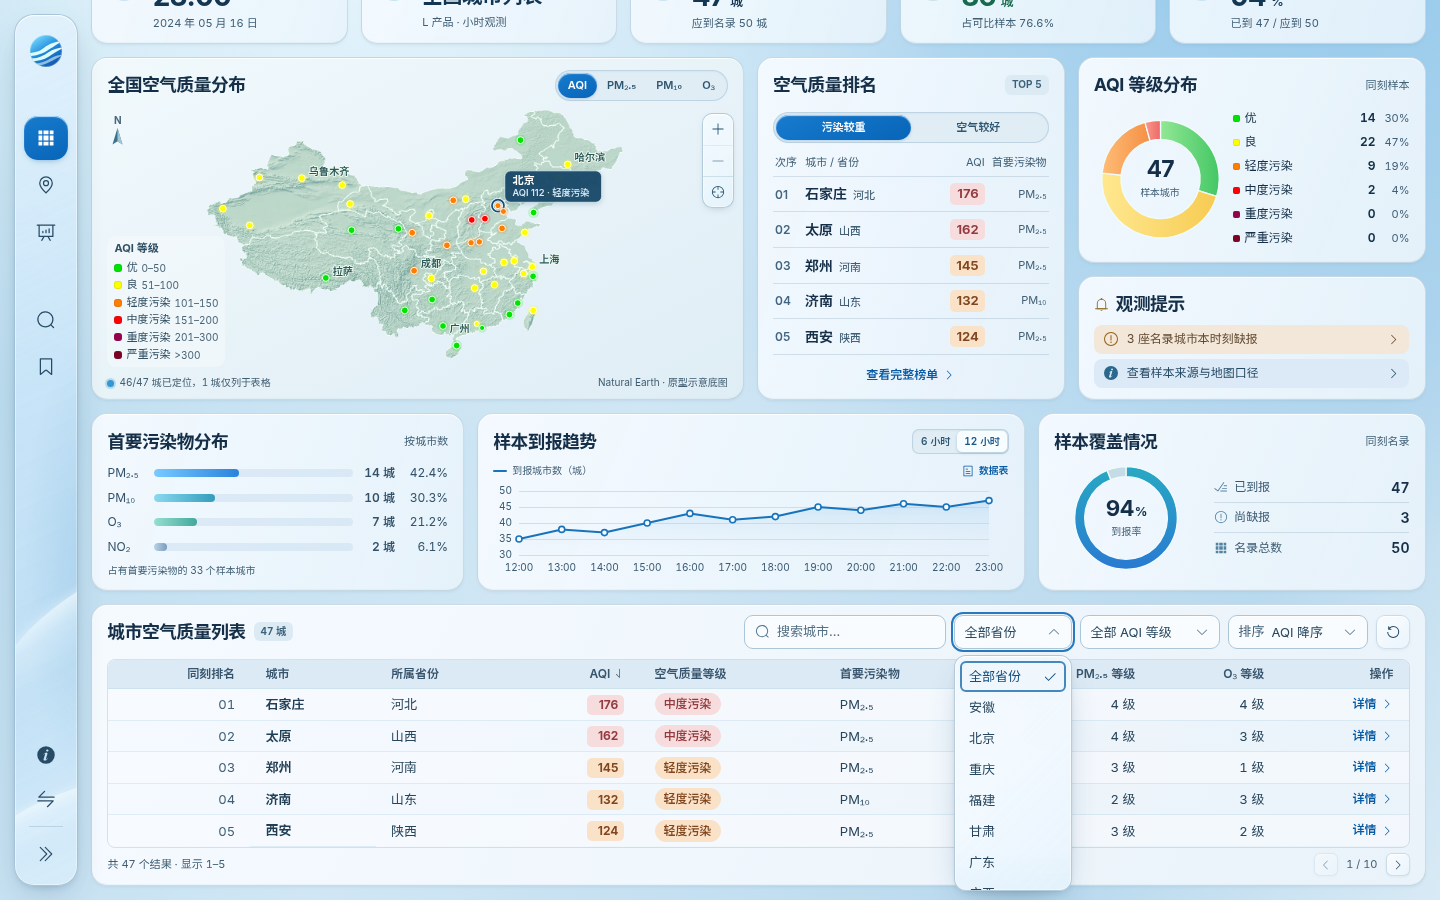 2024 年 05 月 16 日
L 产品 · 小时观测
城
应到名录 50 城
城
占可比样本 76.6%
%
已到 47 / 应到 50
全国空气质量分布
AQI PM₂.₅ PM₁₀ O₃
N
哈尔滨
乌鲁木齐
北京
AQI 112 · 轻度污染
成都
上海
拉萨
广州
AQI 等级
优 0–50
良 51–100
轻度污染 101–150
中度污染 151–200
重度污染 201–300
严重污染 >300
46/47 城已定位，1 城仅列于表格
Natural Earth · 原型示意底图
空气质量排名 TOP 5
污染较重 空气较好
次序 城市 / 省份 AQI 首要污染物
01 石家庄 河北 176 PM₂.₅
02 太原 山西 162 PM₂.₅
03 郑州 河南 145 PM₂.₅
04 济南 山东 132 PM₁₀
05 西安 陕西 124 PM₂.₅
查看完整榜单
AQI 等级分布 同刻样本
47
样本城市
优 14 30%
良 22 47%
轻度污染 9 19%
中度污染 2 4%
重度污染 0 0%
严重污染 0 0%
观测提示
3 座名录城市本时刻缺报
查看样本来源与地图口径
首要污染物分布 按城市数
PM₂.₅ 14 城 42.4%
PM₁₀ 10 城 30.3%
O₃ 7 城 21.2%
NO₂ 2 城 6.1%
占有首要污染物的 33 个样本城市
样本到报趋势 6 小时 12 小时
到报城市数（城） 数据表
50
45
40
35
30
12:00 13:00 14:00 15:00 16:00 17:00 18:00 19:00 20:00 21:00 22:00 23:00
样本覆盖情况 同刻名录
94%
到报率
已到报 47
尚缺报 3
名录总数 50
城市空气质量列表 47 城
搜索城市... 全部省份 全部 AQI 等级 排序 AQI 降序
同刻排名 城市 所属省份 AQI 空气质量等级 首要污染物 PM₂.₅ 等级 O₃ 等级 操作
01 石家庄 河北 176 中度污染 PM₂.₅ 4 级 4 级 详情
02 太原 山西 162 中度污染 PM₂.₅ 4 级 3 级 详情
03 郑州 河南 145 轻度污染 PM₂.₅ 3 级 1 级 详情
04 济南 山东 132 轻度污染 PM₁₀ 2 级 3 级 详情
05 西安 陕西 124 轻度污染 PM₂.₅ 3 级 2 级 详情
全部省份
安徽
北京
重庆
福建
甘肃
广东
共 47 个结果 · 显示 1–5
1 / 10